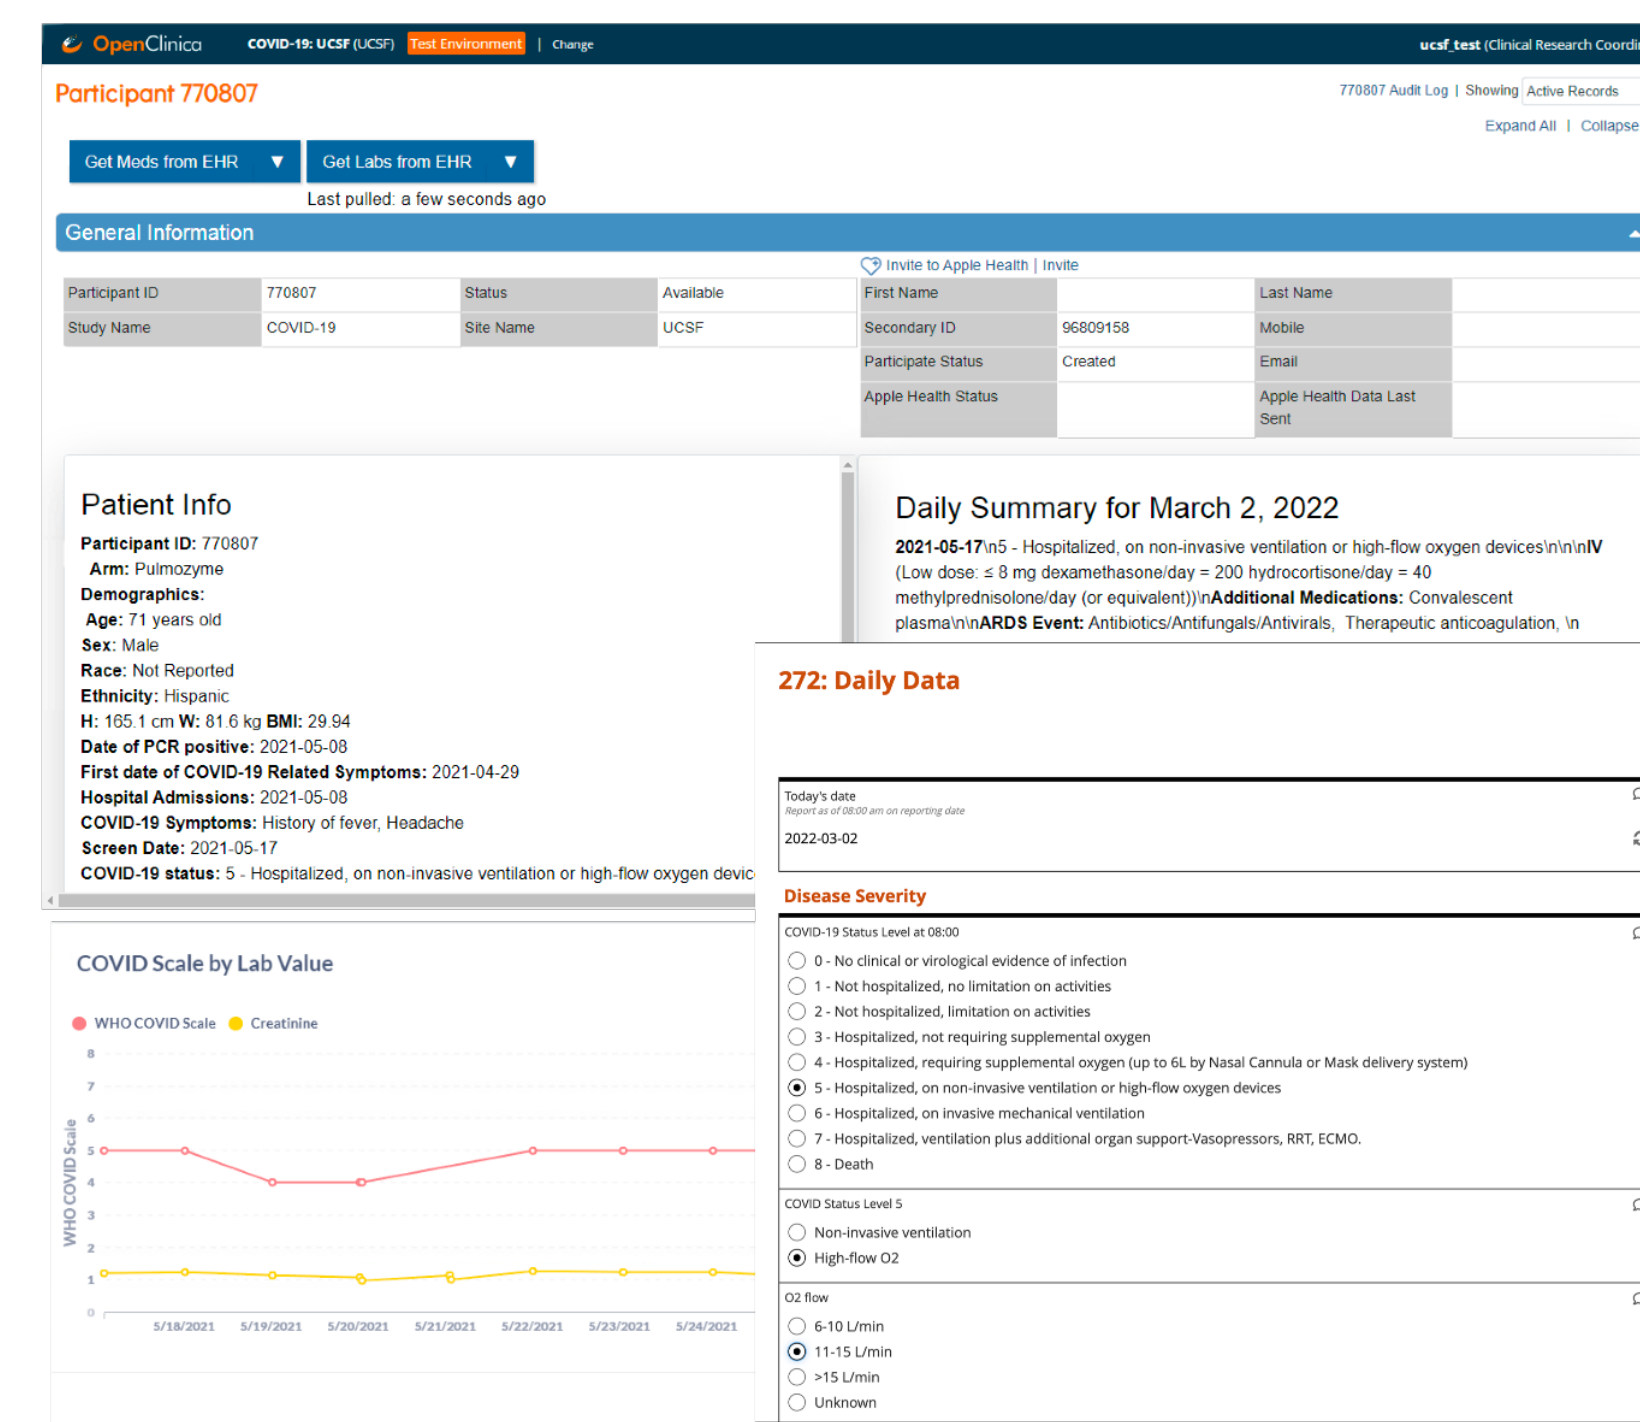 OpenClinica COVID-19: UCSF (UCSF) Test Environment | Change ucsf_test (Clinical Research Coordi
Participant 770807 770807 Audit Log | Showing Active Records
Expand All | Collapse
Get Meds from EHR ▼ Get Labs from EHR ▼
Last pulled: a few seconds ago
General Information
Invite to Apple Health | Invite
Participant ID 770807 Status Available First Name Last Name
Study Name COVID-19 Site Name UCSF Secondary ID 96809158 Mobile
Participate Status Created Email
Apple Health Status Apple Health Data Last
Sent
Patient Info
Participant ID: 770807
Arm: Pulmozyme
Demographics:
Age: 71 years old
Sex: Male
Race: Not Reported
Ethnicity: Hispanic
H: 165.1 cm W: 81.6 kg BMI: 29.94
Date of PCR positive: 2021-05-08
First date of COVID-19 Related Symptoms: 2021-04-29
Hospital Admissions: 2021-05-08
COVID-19 Symptoms: History of fever, Headache
Screen Date: 2021-05-17
COVID-19 status: 5 - Hospitalized, on non-invasive ventilation or high-flow oxygen devic
Daily Summary for March 2, 2022
2021-05-17\n5 - Hospitalized, on non-invasive ventilation or high-flow oxygen devices\n\n\nIV
(Low dose: ≤ 8 mg dexamethasone/day = 200 hydrocortisone/day = 40
methylprednisolone/day (or equivalent))\nAdditional Medications: Convalescent
plasma\n\nARDS Event: Antibiotics/Antifungals/Antivirals, Therapeutic anticoagulation, \n
COVID Scale by Lab Value
WHO COVID Scale Creatinine
WHO COVID Scale
8
7
6
5
4
3
2
1
0
5/18/2021 5/19/2021 5/20/2021 5/21/2021 5/22/2021 5/23/2021 5/24/2021
272: Daily Data
Today's date
Report as of 08:00 am on reporting date
2022-03-02
Disease Severity
COVID-19 Status Level at 08:00
0 - No clinical or virological evidence of infection
1 - Not hospitalized, no limitation on activities
2 - Not hospitalized, limitation on activities
3 - Hospitalized, not requiring supplemental oxygen
4 - Hospitalized, requiring supplemental oxygen (up to 6L by Nasal Cannula or Mask delivery system)
5 - Hospitalized, on non-invasive ventilation or high-flow oxygen devices
6 - Hospitalized, on invasive mechanical ventilation
7 - Hospitalized, ventilation plus additional organ support-Vasopressors, RRT, ECMO.
8 - Death
COVID Status Level 5
Non-invasive ventilation
High-flow O2
O2 flow
6-10 L/min
11-15 L/min
>15 L/min
Unknown